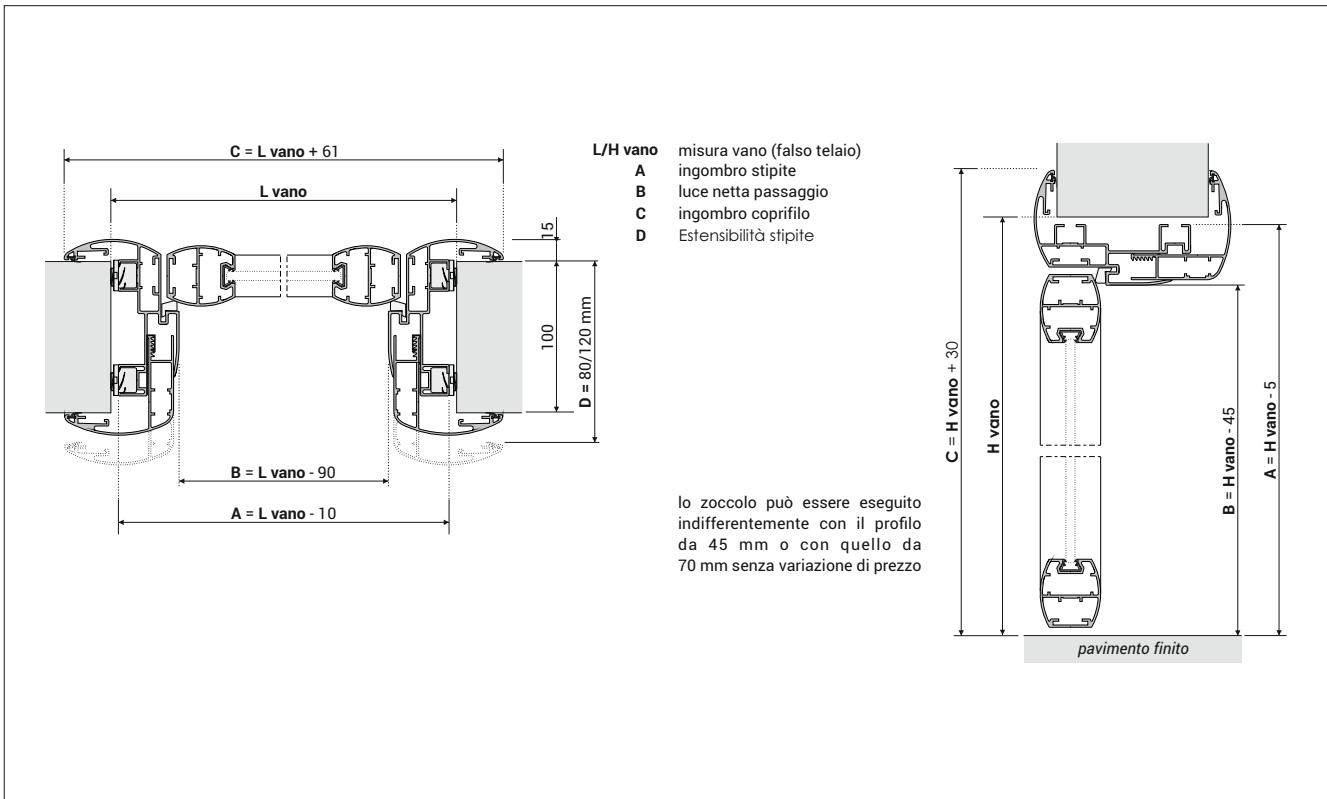 C = L vano + 61
L vano
15
100
D = 80/120 mm
B = L vano - 90
A = L vano - 10
L/H vano misura vano (falso telaio)
A ingombro stipite
B luce netta passaggio
C ingombro coprifilo
D Estensibilità stipite
lo zoccolo può essere eseguito
indifferentemente con il profilo
da 45 mm o con quello da
70 mm senza variazione di prezzo
C = H vano + 30
H vano
B = H vano - 45
A = H vano - 5
pavimento finito